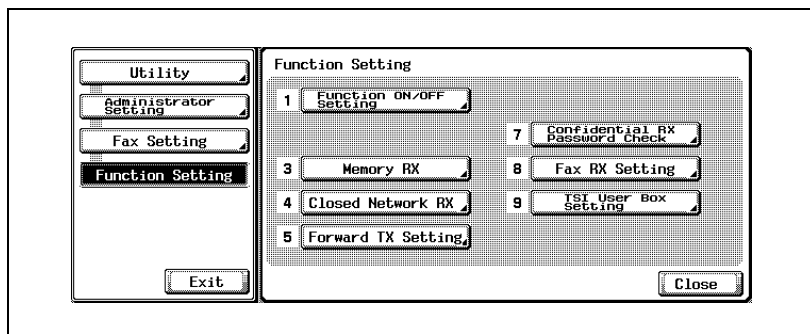 Utility
Administrator
Setting
Fax Setting
Function Setting
Exit
Function Setting
1 Function ON/OFF
Setting
7 Confidential RX
Password Check
3 Memory RX
8 Fax RX Setting
4 Closed Network RX
9 TSI User Box
Setting
5 Forward TX Setting
Close